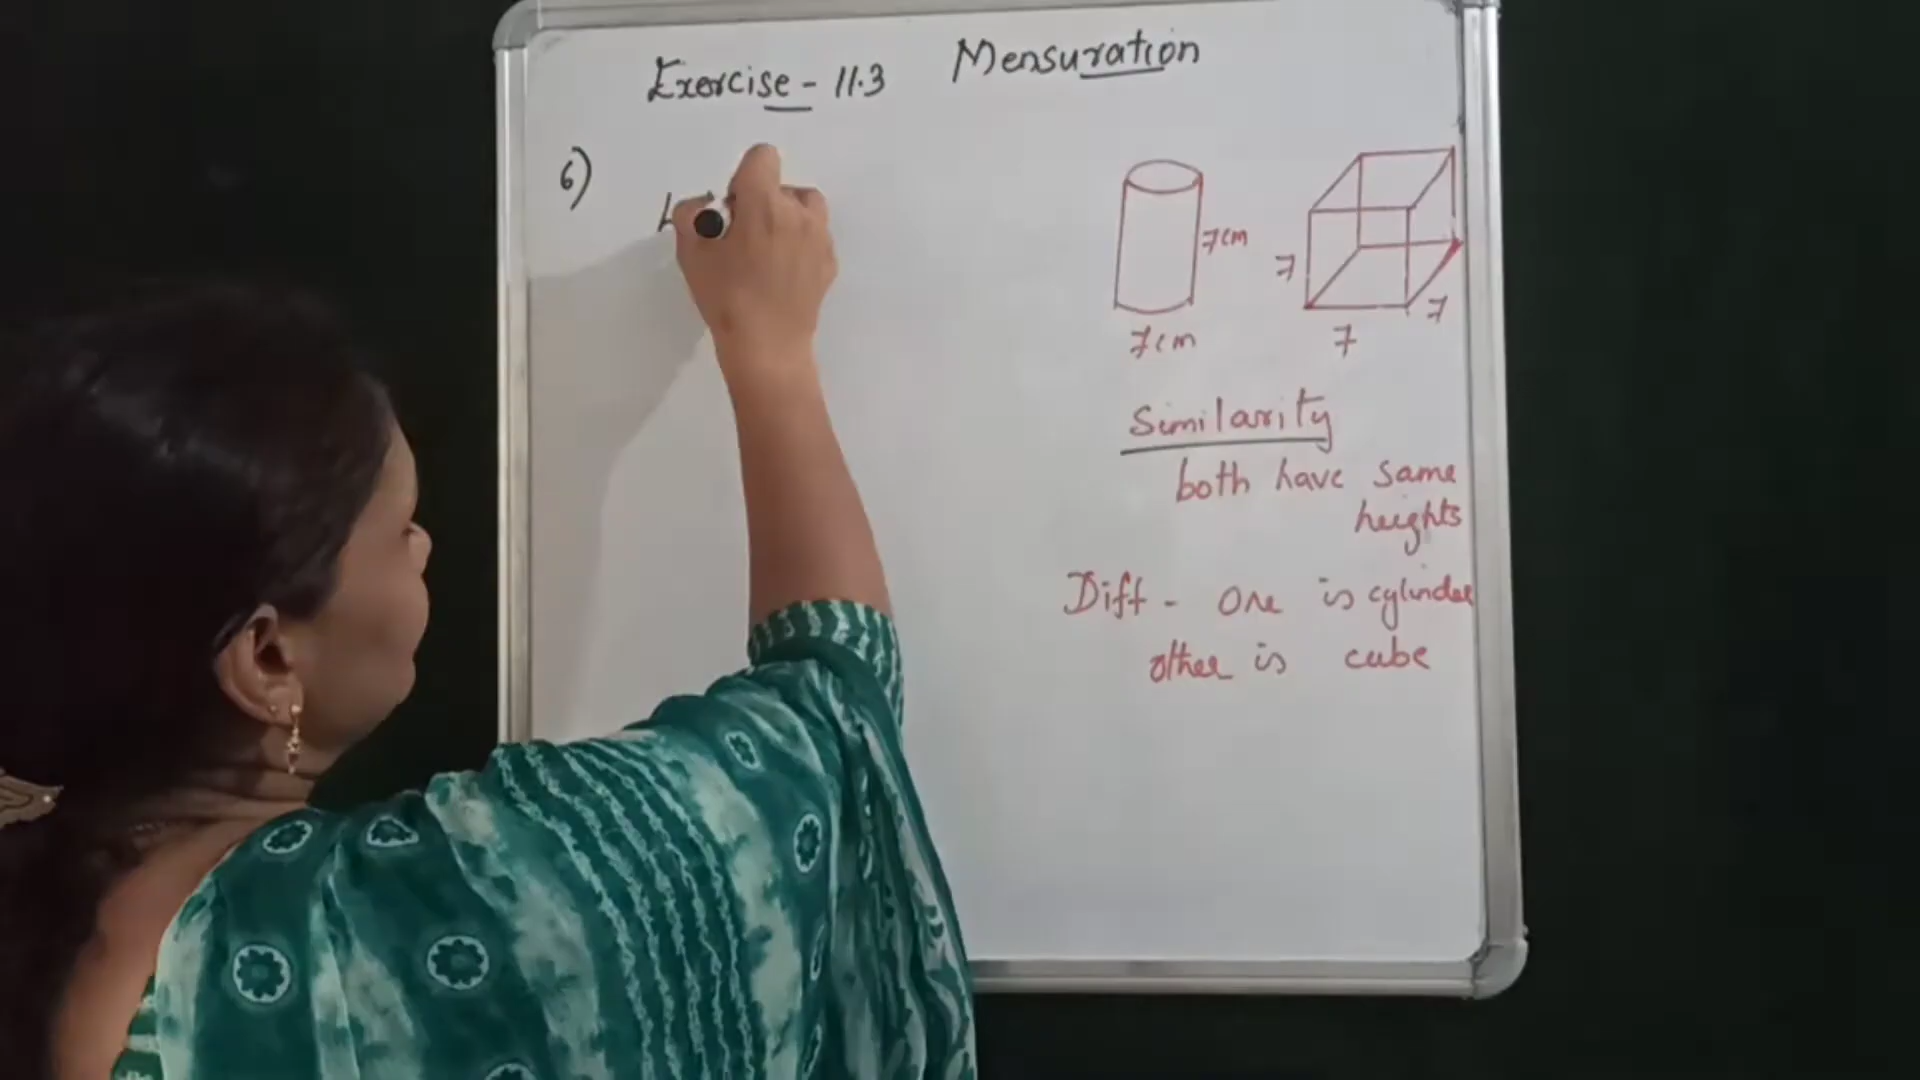 Exercise - 11.3 Mensuration
6)
7cm
7cm
7
7
7
Similarity
both have same
heights
Diff - one is cylinder
other is cube